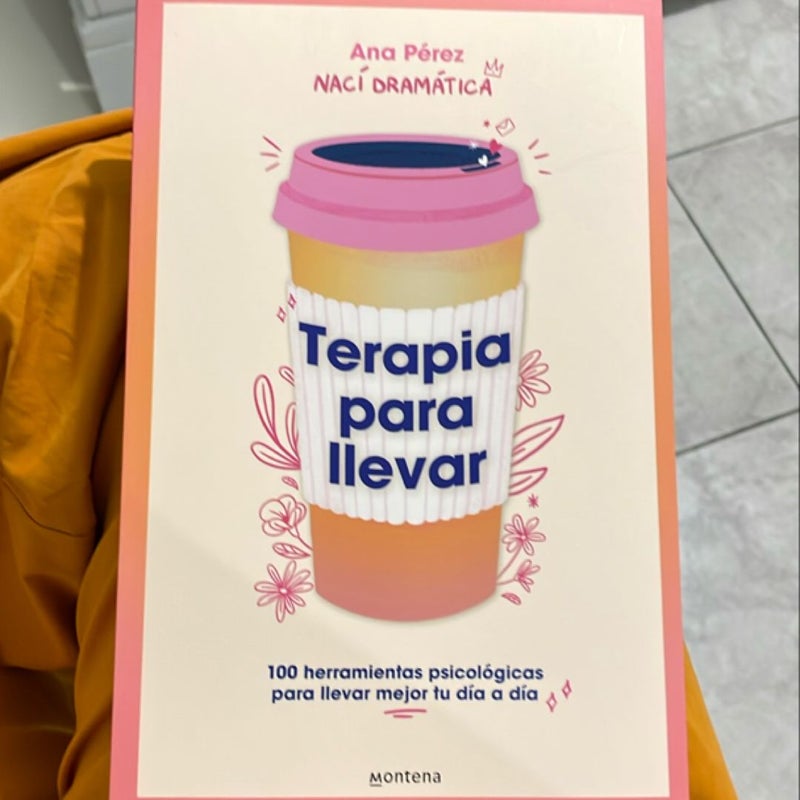 Ana Pérez
NACÍ DRAMÁTICA
Terapia
para
llevar
100 herramientas psicológicas
para llevar mejor tu día a día
Montena